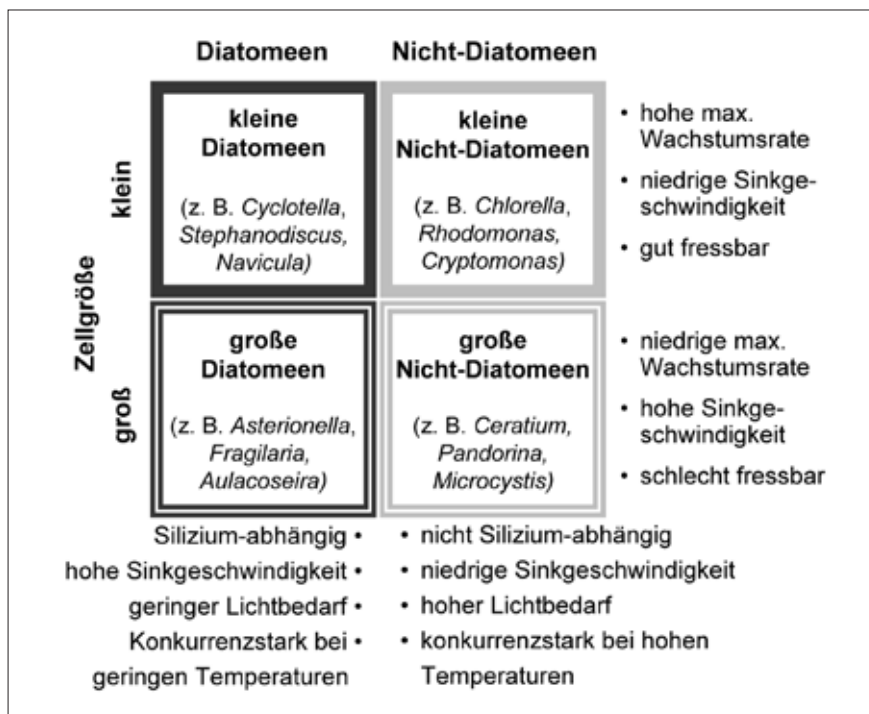 Diatomeen
Nicht-Diatomeen
Zellgröße
klein
kleine
Diatomeen
(z. B. Cyclotella,
Stephanodiscus,
Navicula)
kleine
Nicht-Diatomeen
(z. B. Chlorella,
Rhodomonas,
Cryptomonas)
• hohe max.
Wachstumsrate
• niedrige Sinkge-
schwindigkeit
• gut fressbar
groß
große
Diatomeen
(z. B. Asterionella,
Fragilaria,
Aulacoseira)
große
Nicht-Diatomeen
(z. B. Ceratium,
Pandorina,
Microcystis)
• niedrige max.
Wachstumsrate
• hohe Sinkge-
schwindigkeit
• schlecht fressbar
Silizium-abhängig •
hohe Sinkgeschwindigkeit •
geringer Lichtbedarf •
Konkurrenzstark bei •
geringen Temperaturen
• nicht Silizium-abhängig
• niedrige Sinkgeschwindigkeit
• hoher Lichtbedarf
• konkurrenzstark bei hohen
Temperaturen